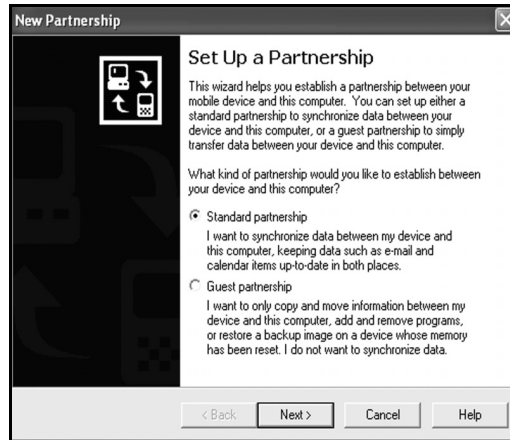 New Partnership
Set Up a Partnership
This wizard helps you establish a partnership between your
mobile device and this computer. You can set up either a
standard partnership to synchronize data between your
device and this computer, or a guest partnership to simply
transfer data between your device and this computer.
What kind of partnership would you like to establish between
your device and this computer?
Standard partnership
I want to synchronize data between my device and
this computer, keeping data such as e-mail and
calendar items up-to-date in both places.
Guest partnership
I want to only copy and move information between my
device and this computer, add and remove programs,
or restore a backup image on a device whose memory
has been reset. I do not want to synchronize data.
< Back Next > Cancel Help